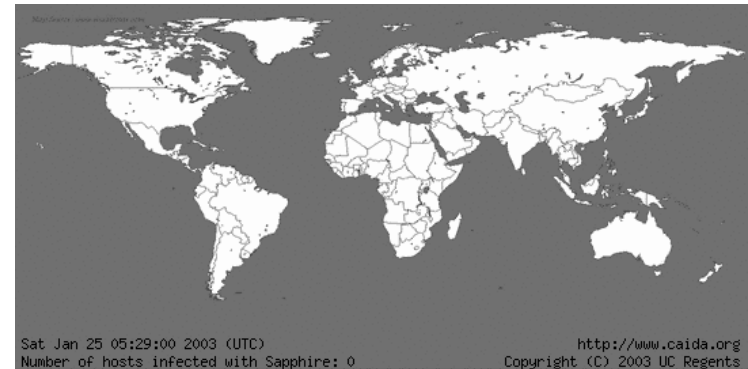 Sat Jan 25 05:29:00 2003 (UTC)
Number of hosts infected with Sapphire: 0
http://www.caida.org
Copyright (C) 2003 UC Regents